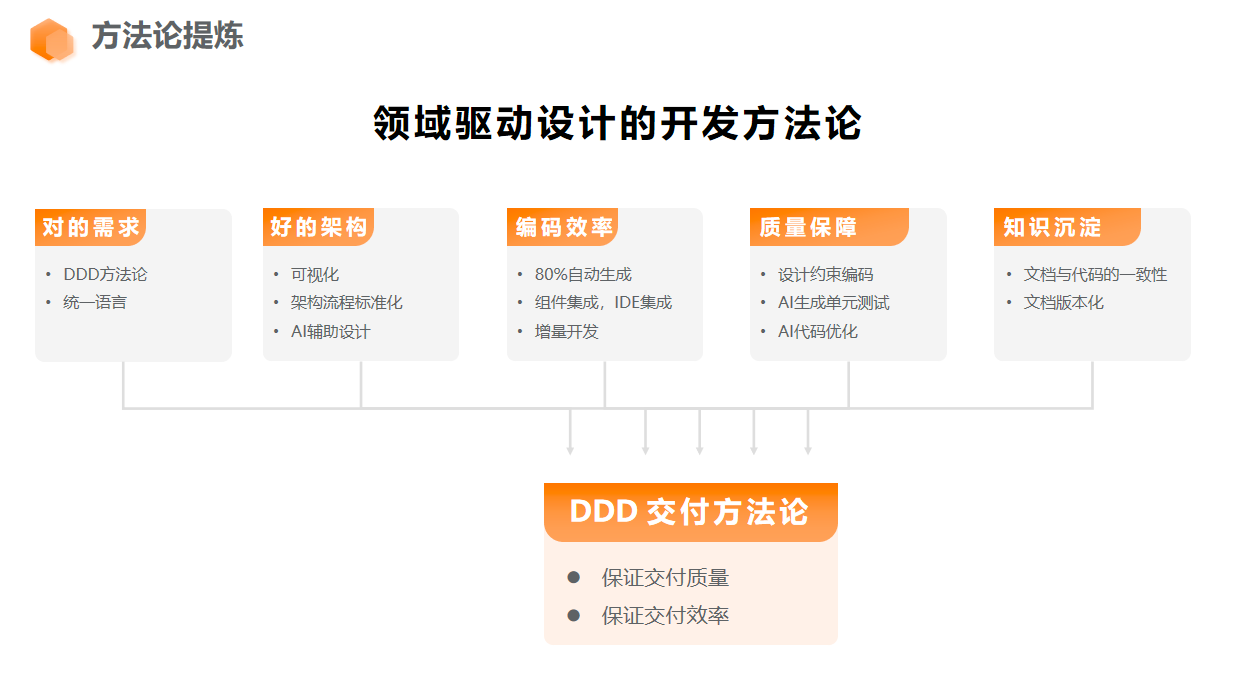 方法论提炼
领域驱动设计的开发方法论
对的需求
• DDD方法论
• 统一语言
好的架构
• 可视化
• 架构流程标准化
• AI辅助设计
编码效率
• 80%自动生成
• 组件集成，IDE集成
• 增量开发
质量保障
• 设计约束编码
• AI生成单元测试
• AI代码优化
知识沉淀
• 文档与代码的一致性
• 文档版本化
DDD 交付方法论
● 保证交付质量
● 保证交付效率